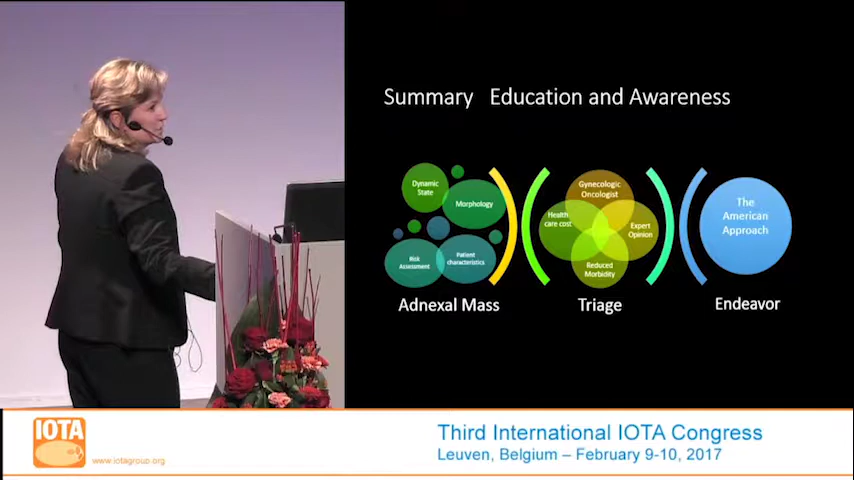 Summary Education and Awareness
Dynamic
State
Morphology
Risk
Assessment
Patient
characteristics
Adnexal Mass
Gynecologic
Oncologist
Health
care cost
Expert
Opinion
Reduced
Morbidity
Triage
The
American
Approach
Endeavor
IOTA
www.iotagroup.org
Third International IOTA Congress
Leuven, Belgium – February 9-10, 2017